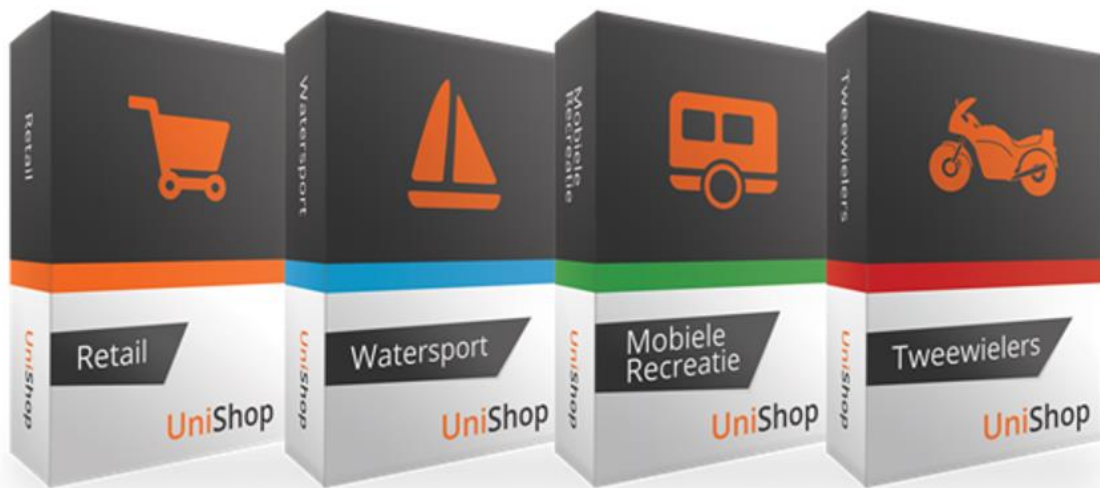 Retail
UniShop
Retail
UniShop
Watersport
UniShop
Watersport
UniShop
Mobiele
Recreatie
UniShop
Mobiele
Recreatie
UniShop
Tweewielers
UniShop
Tweewielers
UniShop